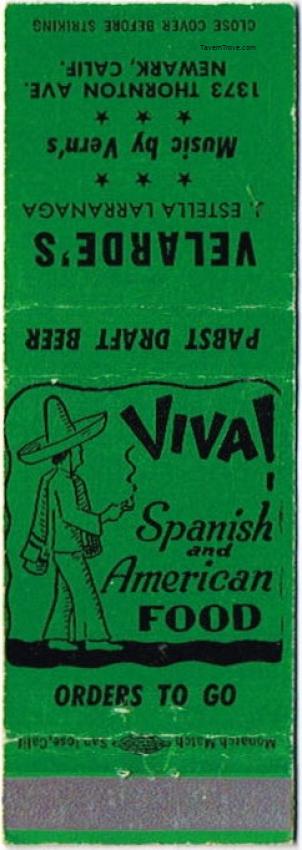 CLOSE COVER BEFORE STRIKING
TavernTrove.com
1373 THORNTON AVE.
NEWARK, CALIF.
★ ★ ★
Music by Vern's
★ ★ ★
J. ESTELLA LARRANAGA
VELARDE'S
PABST DRAFT BEER
VIVA!
Spanish
and
American
FOOD
ORDERS TO GO
Monarch Match San Jose, Calif